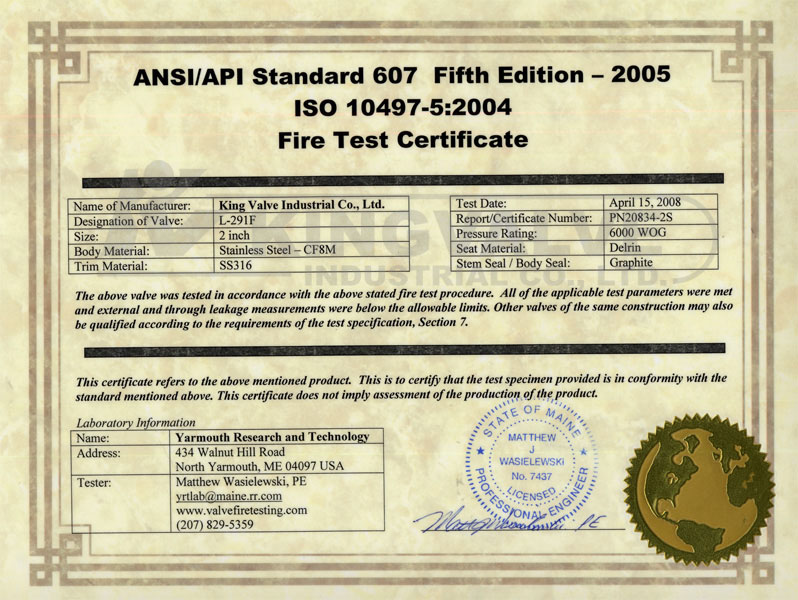 ANSI/API Standard 607 Fifth Edition – 2005
ISO 10497-5:2004
Fire Test Certificate
Name of Manufacturer: King Valve Industrial Co., Ltd.
Designation of Valve: L-291F
Size: 2 inch
Body Material: Stainless Steel – CF8M
Trim Material: SS316
Test Date: April 15, 2008
Report/Certificate Number: PN20834-2S
Pressure Rating: 6000 WOG
Seat Material: Delrin
Stem Seal / Body Seal: Graphite
KING VALVE
INDUSTRIAL CO., LTD.
The above valve was tested in accordance with the above stated fire test procedure. All of the applicable test parameters were met
and external and through leakage measurements were below the allowable limits. Other valves of the same construction may also
be qualified according to the requirements of the test specification, Section 7.
This certificate refers to the above mentioned product. This is to certify that the test specimen provided is in conformity with the
standard mentioned above. This certificate does not imply assessment of the production of the product.
Laboratory Information
Name: Yarmouth Research and Technology
Address: 434 Walnut Hill Road
North Yarmouth, ME 04097 USA
Tester: Matthew Wasielewski, PE
yrtlab@maine.rr.com
www.valvefiretesting.com
(207) 829-5359
STATE OF MAINE
MATTHEW
J
WASIELEWSKI
No. 7437
LICENSED
PROFESSIONAL ENGINEER
PE